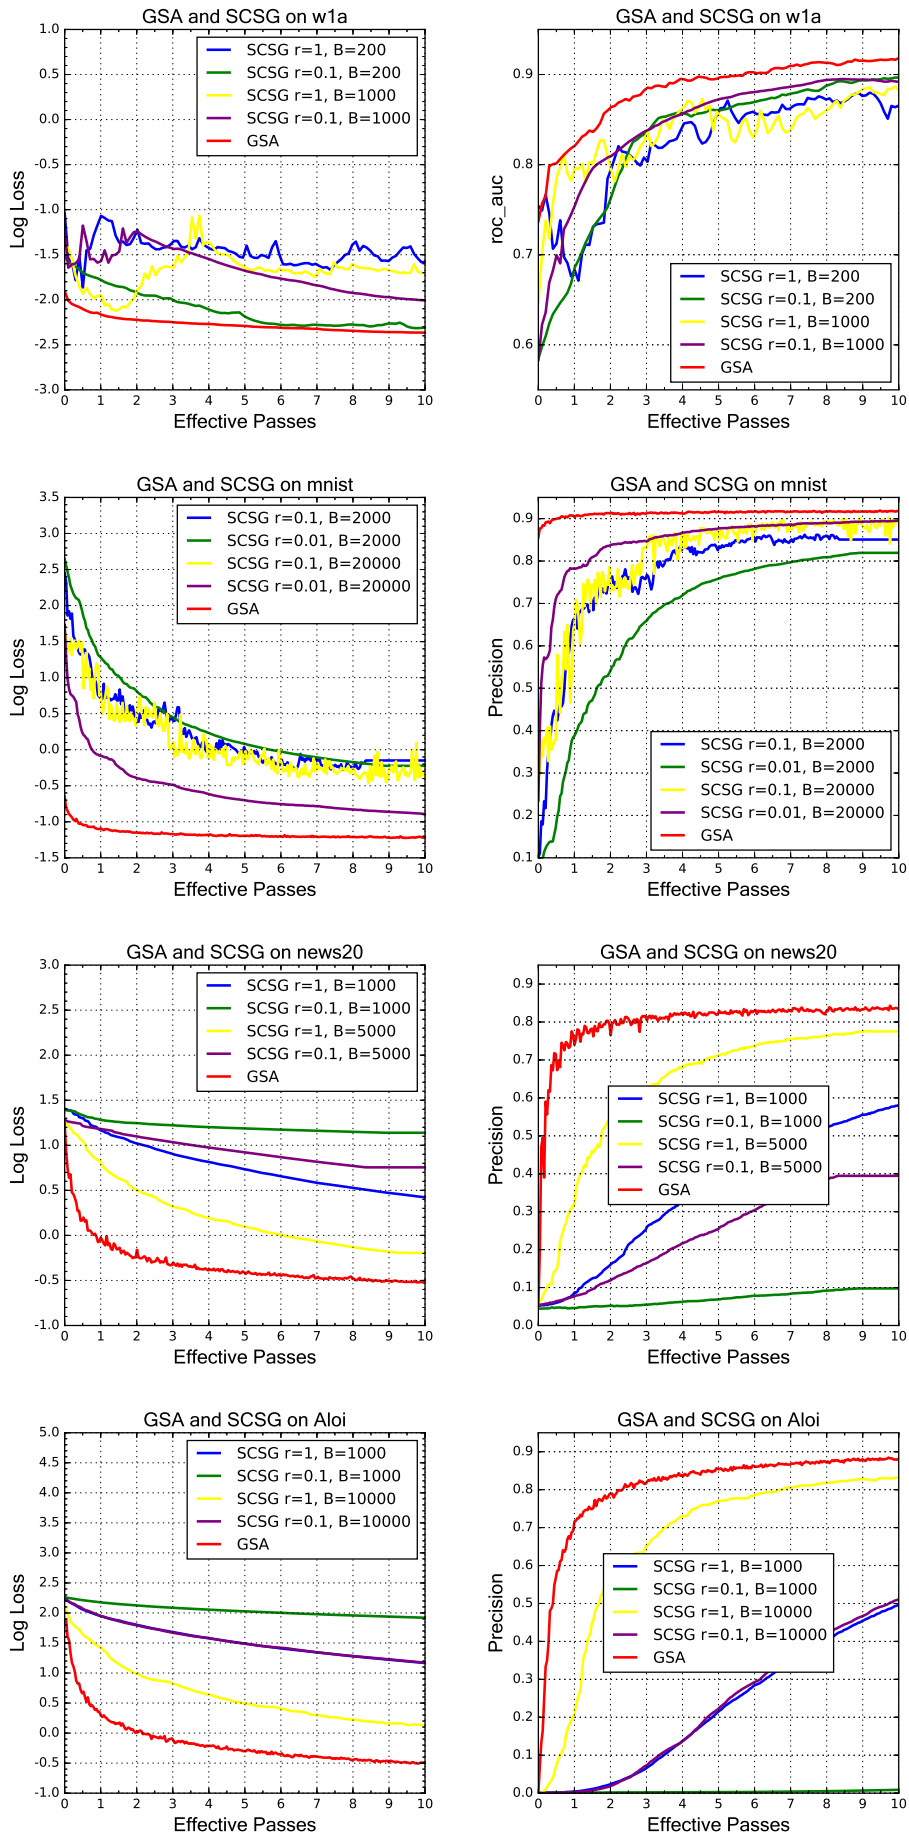 GSA and SCSG on w1a
1.0
0.5
0.0
-0.5
-1.0
-1.5
-2.0
-2.5
-3.0
Log Loss
SCSG r=1, B=200
SCSG r=0.1, B=200
SCSG r=1, B=1000
SCSG r=0.1, B=1000
GSA
0 1 2 3 4 5 6 7 8 9 10
Effective Passes
GSA and SCSG on w1a
0.9
0.8
0.7
0.6
roc_auc
SCSG r=1, B=200
SCSG r=0.1, B=200
SCSG r=1, B=1000
SCSG r=0.1, B=1000
GSA
0 1 2 3 4 5 6 7 8 9 10
Effective Passes
GSA and SCSG on mnist
3.5
3.0
2.5
2.0
1.5
1.0
0.5
0.0
-0.5
-1.0
-1.5
Log Loss
SCSG r=0.1, B=2000
SCSG r=0.01, B=2000
SCSG r=0.1, B=20000
SCSG r=0.01, B=20000
GSA
0 1 2 3 4 5 6 7 8 9 10
Effective Passes
GSA and SCSG on mnist
0.9
0.8
0.7
0.6
0.5
0.4
0.3
0.2
0.1
Precision
SCSG r=0.1, B=2000
SCSG r=0.01, B=2000
SCSG r=0.1, B=20000
SCSG r=0.01, B=20000
GSA
0 1 2 3 4 5 6 7 8 9 10
Effective Passes
GSA and SCSG on news20
3.0
2.5
2.0
1.5
1.0
0.5
0.0
-0.5
-1.0
Log Loss
SCSG r=1, B=1000
SCSG r=0.1, B=1000
SCSG r=1, B=5000
SCSG r=0.1, B=5000
GSA
0 1 2 3 4 5 6 7 8 9 10
Effective Passes
GSA and SCSG on news20
0.9
0.8
0.7
0.6
0.5
0.4
0.3
0.2
0.1
0.0
Precision
SCSG r=1, B=1000
SCSG r=0.1, B=1000
SCSG r=1, B=5000
SCSG r=0.1, B=5000
GSA
0 1 2 3 4 5 6 7 8 9 10
Effective Passes
GSA and SCSG on Aloi
5.0
4.5
4.0
3.5
3.0
2.5
2.0
1.5
1.0
0.5
0.0
-0.5
-1.0
Log Loss
SCSG r=1, B=1000
SCSG r=0.1, B=1000
SCSG r=1, B=10000
SCSG r=0.1, B=10000
GSA
0 1 2 3 4 5 6 7 8 9 10
Effective Passes
GSA and SCSG on Aloi
0.9
0.8
0.7
0.6
0.5
0.4
0.3
0.2
0.1
0.0
Precision
SCSG r=1, B=1000
SCSG r=0.1, B=1000
SCSG r=1, B=10000
SCSG r=0.1, B=10000
GSA
0 1 2 3 4 5 6 7 8 9 10
Effective Passes